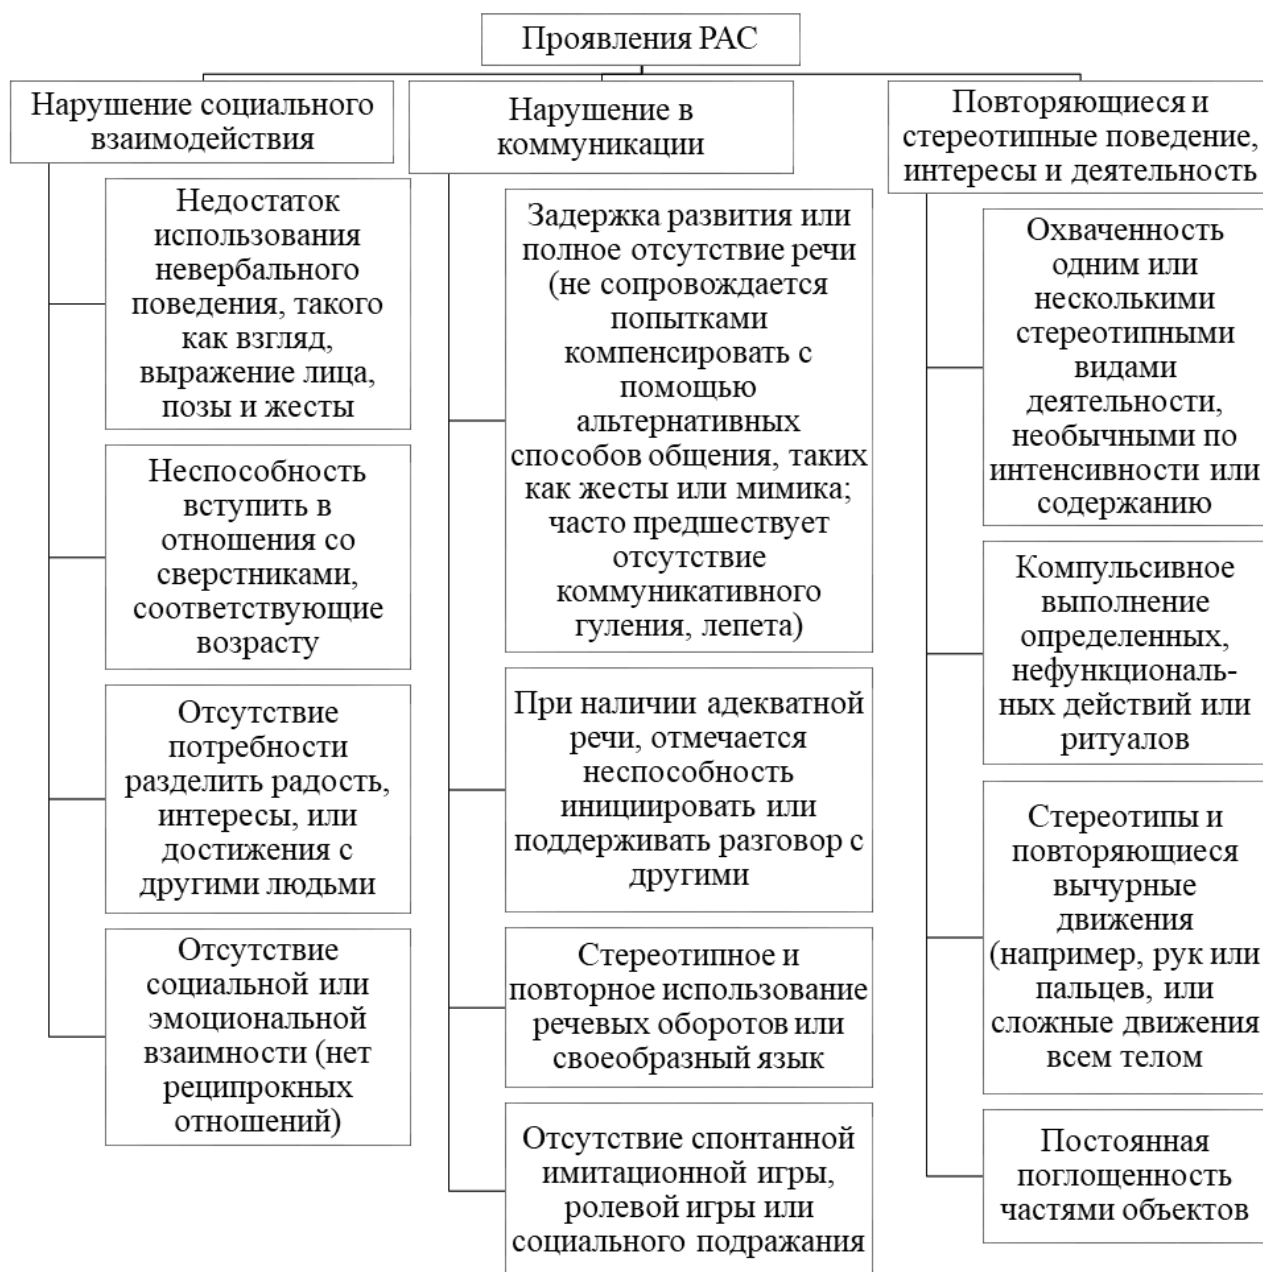 Проявления РАС
Нарушение социального
взаимодействия
Недостаток
использования
невербального
поведения, такого
как взгляд,
выражение лица,
позы и жесты
Неспособность
вступить в
отношения со
сверстниками,
соответствующие
возрасту
Отсутствие
потребности
разделить радость,
интересы, или
достижения с
другими людьми
Отсутствие
социальной или
эмоциональной
взаимности (нет
реципрокных
отношений)
Нарушение в
коммуникации
Задержка развития или
полное отсутствие речи
(не сопровождается
попытками
компенсировать с
помощью
альтернативных
способов общения, таких
как жесты или мимика;
часто предшествует
отсутствие
коммуникативного
гуления, лепета)
При наличии адекватной
речи, отмечается
неспособность
инициировать или
поддерживать разговор с
другими
Стереотипное и
повторное использование
речевых оборотов или
своеобразный язык
Отсутствие спонтанной
имитационной игры,
ролевой игры или
социального подражания
Повторяющиеся и
стереотипные поведение,
интересы и деятельность
Охваченность
одним или
несколькими
стереотипными
видами
деятельности,
необычными по
интенсивности или
содержанию
Компульсивное
выполнение
определенных,
нефункциональ-
ных действий или
ритуалов
Стереотипы и
повторяющиеся
вычурные
движения
(например, рук или
пальцев, или
сложные движения
всем телом
Постоянная
поглощенность
частями объектов